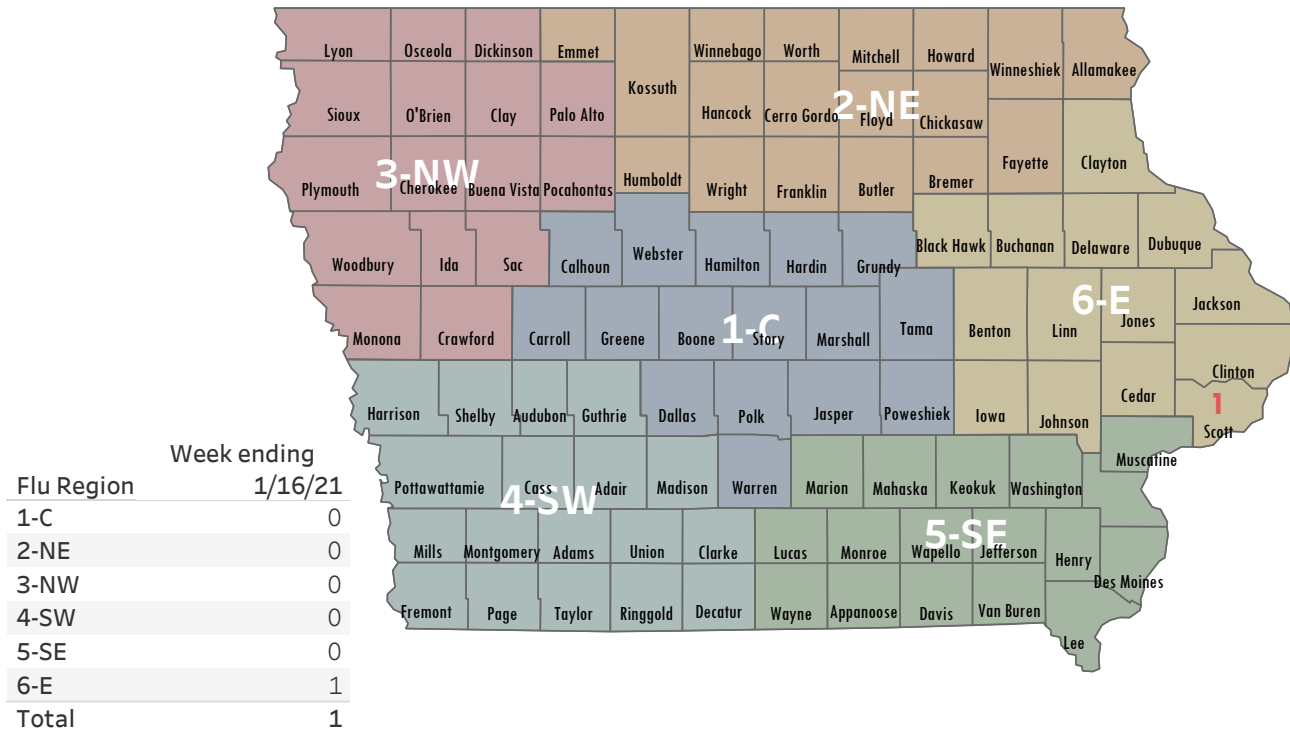 Lyon Osceola Dickinson Emmet Winnebago Worth Mitchell Howard
Winneshiek Allamakee
Kossuth
Sioux O'Brien Clay Palo Alto Hancock Cerro Gordo 2-NE Floyd Chickasaw
Fayette Clayton
3-NW
Plymouth Cherokee Buena Vista Pocahontas Humboldt Wright Franklin Butler Bremer
Woodbury Ida Sac Calhoun Webster Hamilton Hardin Grundy Black Hawk Buchanan Delaware Dubuque
6-E
Jackson
Monona Crawford Carroll Greene Boone 1-C Story Marshall Tama Benton Linn Jones
Clinton
Harrison Shelby Audubon Guthrie Dallas Polk Jasper Poweshiek Iowa Johnson Cedar
1
Scott
Muscatine
Pottawattamie Cass Adair Madison Warren Marion Mahaska Keokuk Washington
4-SW
5-SE
Mills Montgomery Adams Union Clarke Lucas Monroe Wapello Jefferson Henry
Des Moines
Fremont Page Taylor Ringgold Decatur Wayne Appanoose Davis Van Buren
Lee
Week ending
Flu Region 1/16/21
1-C 0
2-NE 0
3-NW 0
4-SW 0
5-SE 0
6-E 1
Total 1